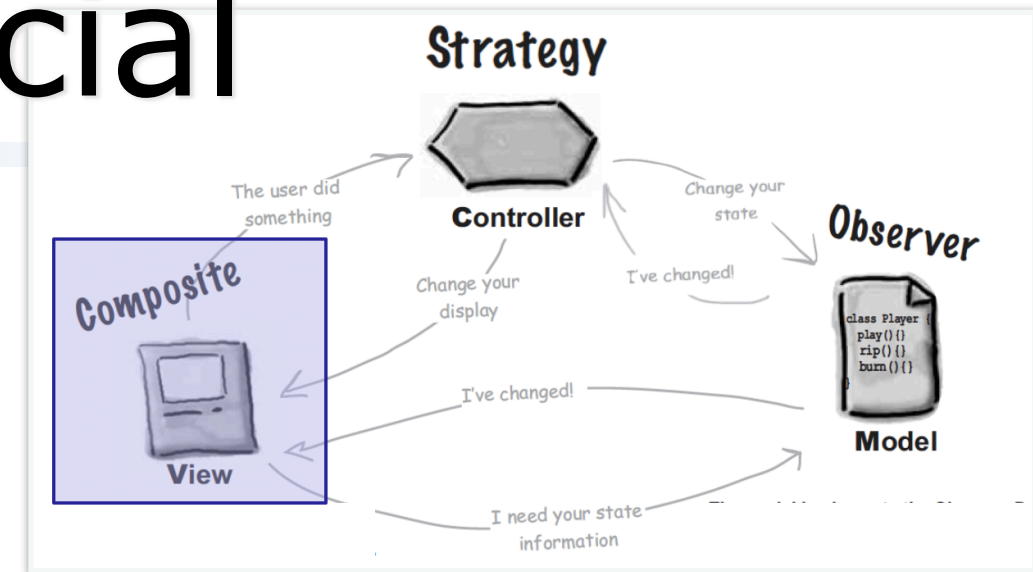 cial
Strategy
The user did
something
Controller
Change your
state
Observer
Composite
Change your
display
I've changed!
class Player {
play(){}
rip(){}
burn(){}
}
I've changed!
View
Model
I need your state
information